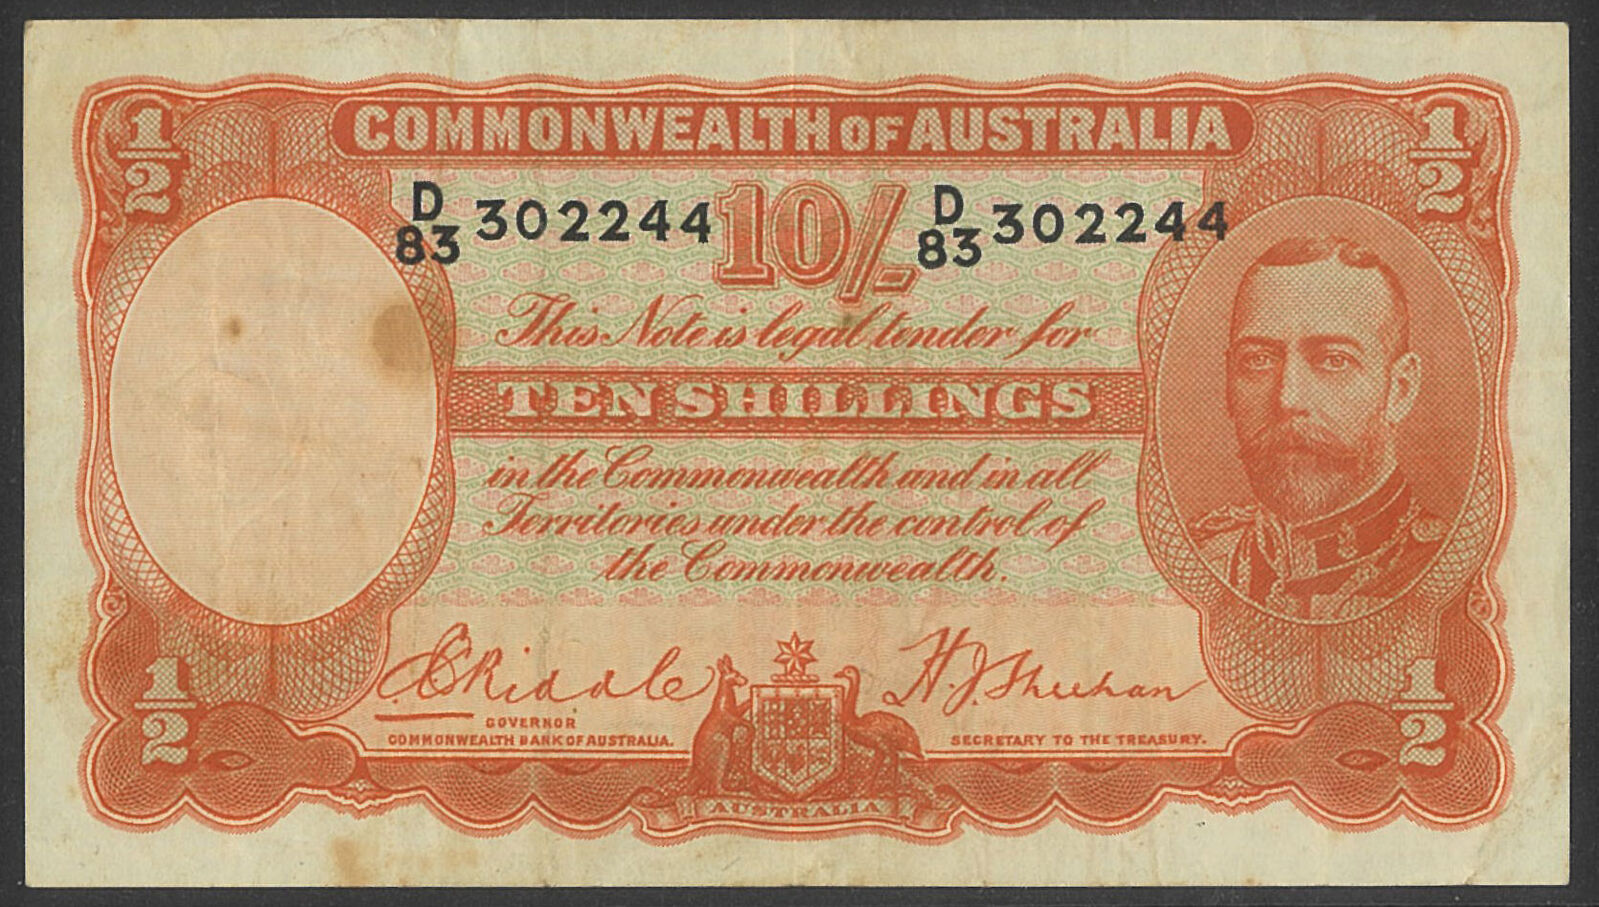 1/2 COMMONWEALTH OF AUSTRALIA 1/2
D/83 302244 10/- D/83 302244
This Note is legal tender for
TEN SHILLINGS
in the Commonwealth and in all
Territories under the control of
the Commonwealth.
E C Riddle H. J. Sheehan
GOVERNOR
COMMONWEALTH BANK OF AUSTRALIA. SECRETARY TO THE TREASURY.
1/2 1/2
AUSTRALIA